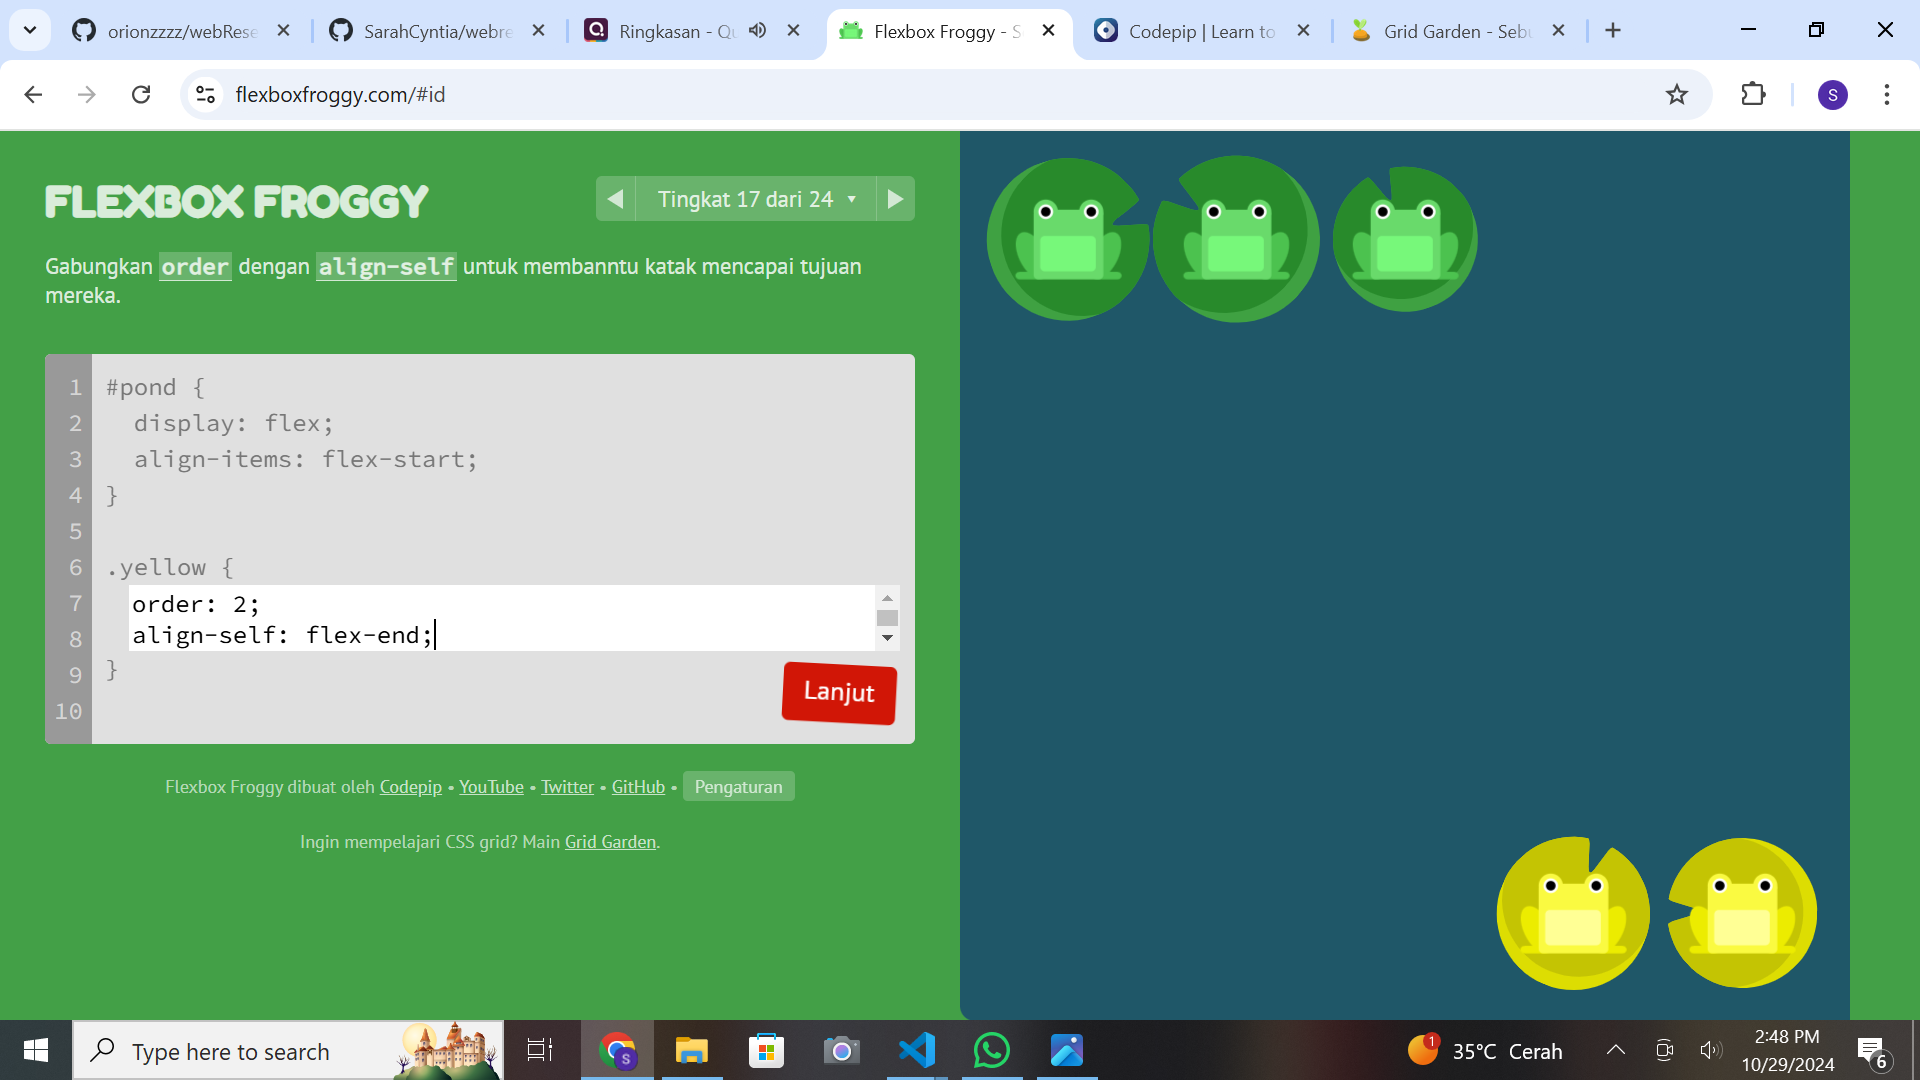 orionzzzz/webRese
SarahCyntia/webre
Ringkasan - Qu
Flexbox Froggy - S
Codepip | Learn to
Grid Garden - Sebu
flexboxfroggy.com/#id
S
FLEXBOX FROGGY
Tingkat 17 dari 24
Gabungkan order dengan align-self untuk membanntu katak mencapai tujuan
mereka.
1 #pond {
2 display: flex;
3 align-items: flex-start;
4 }
5
6 .yellow {
7 order: 2;
8 align-self: flex-end;
9 }
10
Lanjut
Flexbox Froggy dibuat oleh Codepip • YouTube • Twitter • GitHub • Pengaturan
Ingin mempelajari CSS grid? Main Grid Garden.
Type here to search
S
1
35°C Cerah
2:48 PM
10/29/2024
6